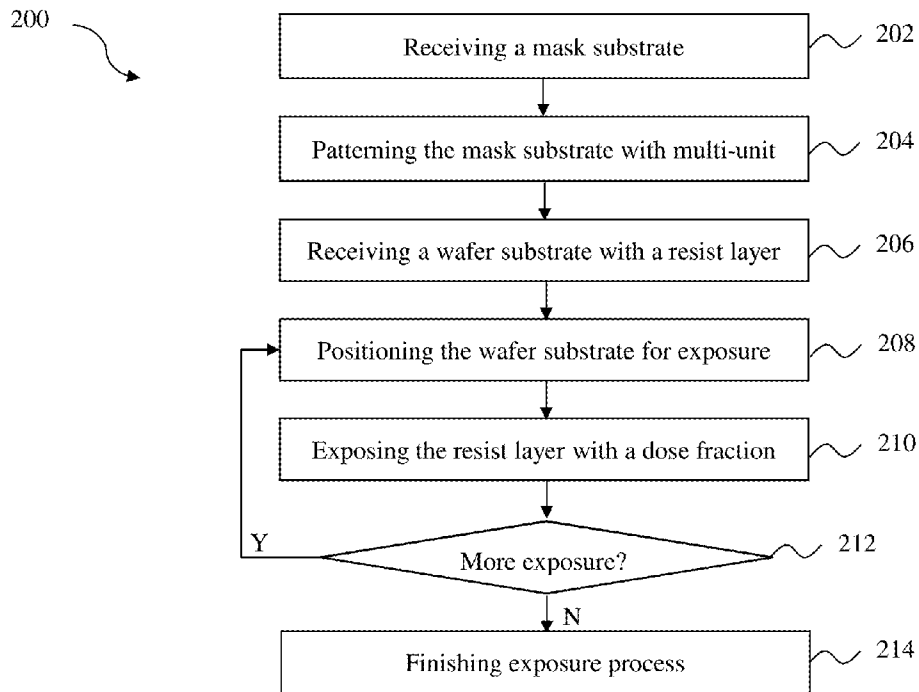 200
Receiving a mask substrate
202
Patterning the mask substrate with multi-unit
204
Receiving a wafer substrate with a resist layer
206
Positioning the wafer substrate for exposure
208
Exposing the resist layer with a dose fraction
210
More exposure?
212
Y
N
Finishing exposure process
214